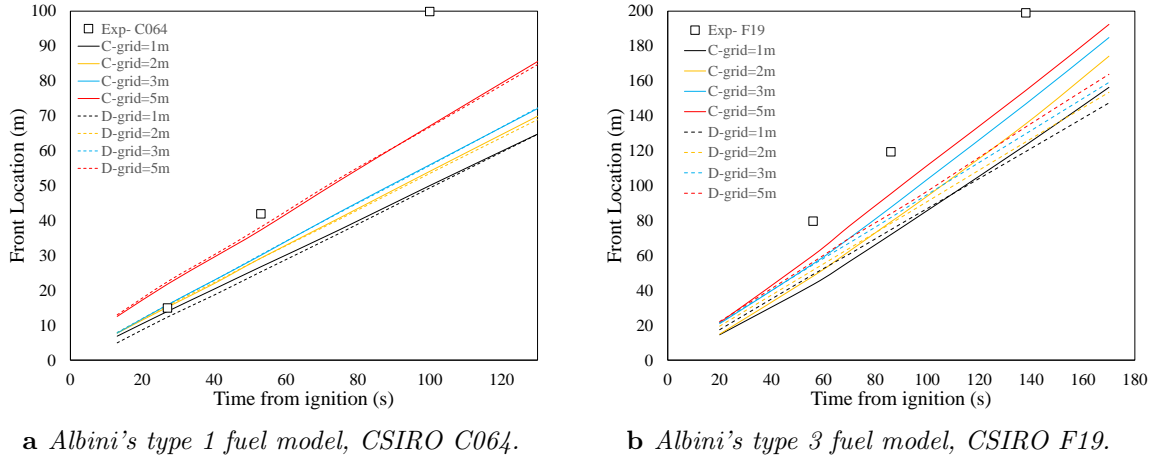 100
90
80
70
60
50
40
30
20
10
0
Front Location (m)
Exp- C064
C-grid=1m
C-grid=2m
C-grid=3m
C-grid=5m
D-grid=1m
D-grid=2m
D-grid=3m
D-grid=5m
0 20 40 60 80 100 120
Time from ignition (s)
a Albini's type 1 fuel model, CSIRO C064.
200
180
160
140
120
100
80
60
40
20
0
Front Location (m)
Exp- F19
C-grid=1m
C-grid=2m
C-grid=3m
C-grid=5m
D-grid=1m
D-grid=2m
D-grid=3m
D-grid=5m
0 20 40 60 80 100 120 140 160 180
Time from ignition (s)
b Albini's type 3 fuel model, CSIRO F19.